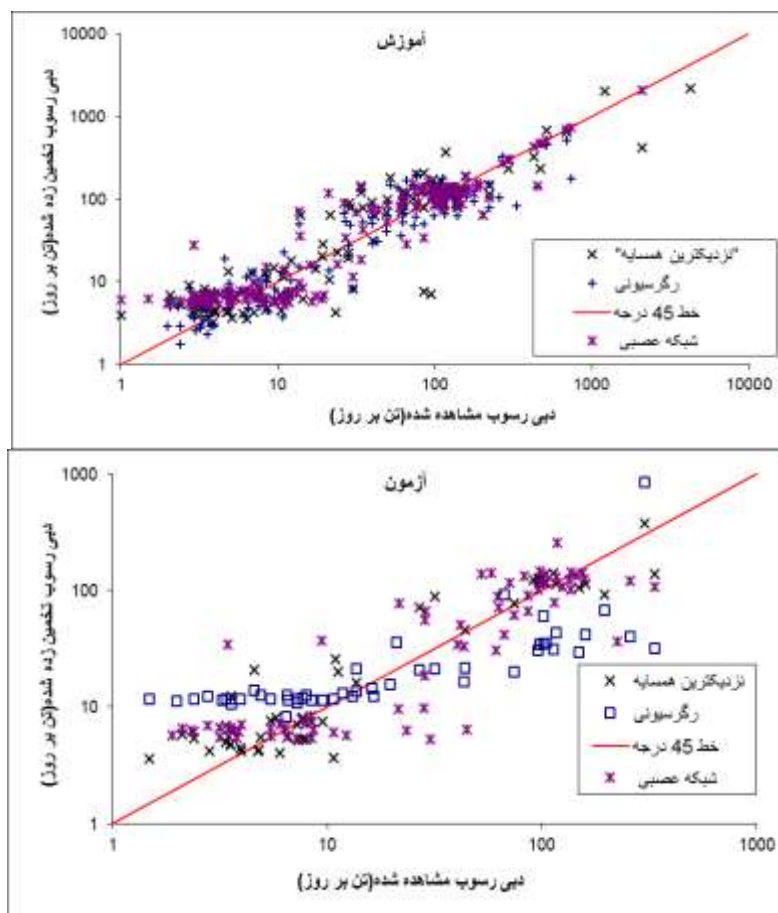 آموزش
10000
1000
100
10
1
1 10 100 1000 10000
دبی رسوب تخمین زده شده(تن بر روز)
دبی رسوب مشاهده شده(تن بر روز)
"نزدیکترین همسایه"
رگرسیونی
خط 45 درجه
شبکه عصبی
آزمون
1000
100
10
1
1 10 100 1000
دبی رسوب تخمین زده شده(تن بر روز)
دبی رسوب مشاهده شده(تن بر روز)
نزدیکترین همسایه
رگرسیونی
خط 45 درجه
شبکه عصبی